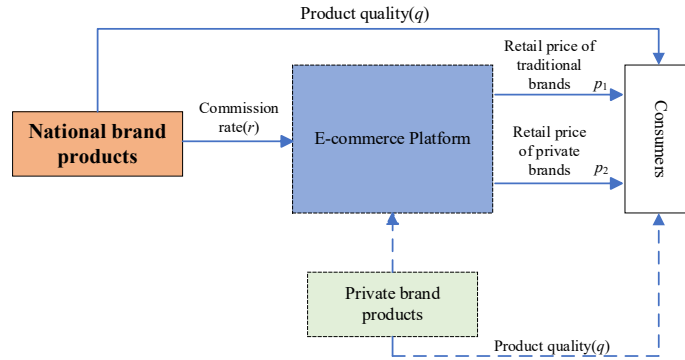 Product quality(q)
Retail price of
traditional
brands p₁
Commission
rate(r)
National brand
products
E-commerce Platform
Consumers
Retail price
of private
brands p₂
Private brand
products
Product quality(q)